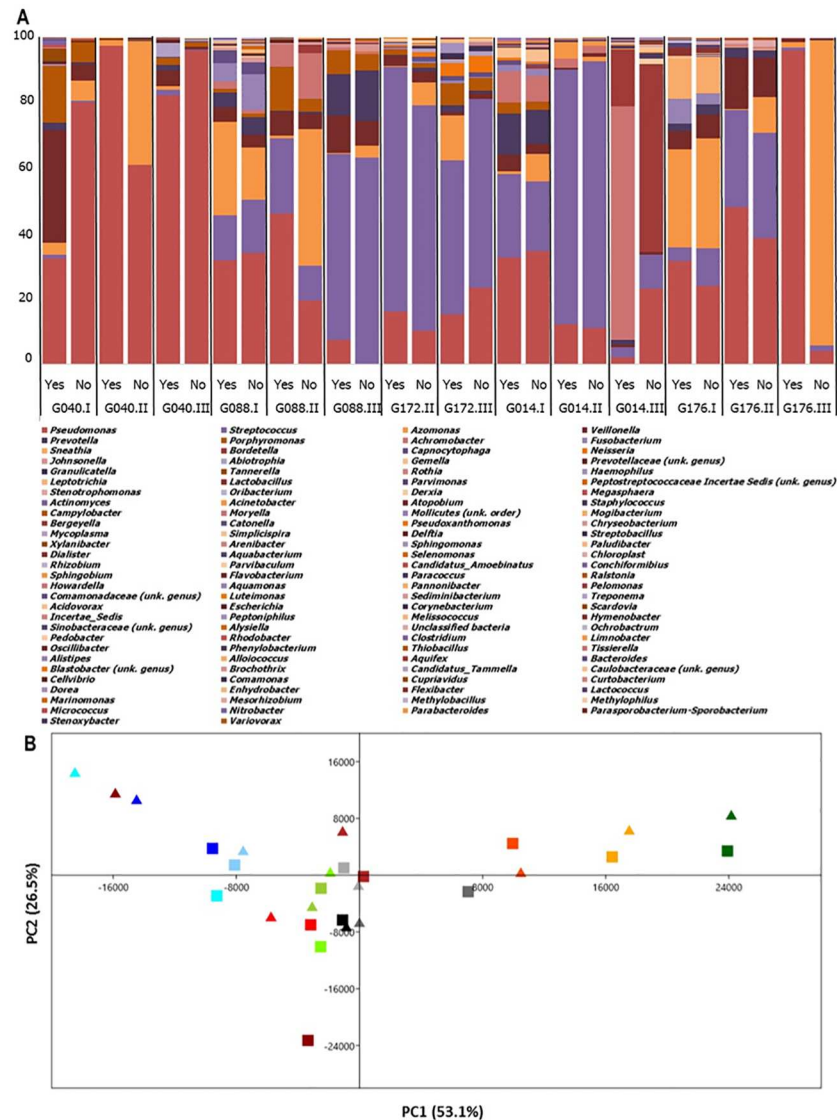 A
100
80
60
40
20
0
Yes No Yes No Yes No Yes No Yes No Yes No Yes No Yes No Yes No Yes No Yes No Yes No Yes No Yes No
G040.I G040.II G040.III G088.I G088.II G088.III G172.II G172.III G014.I G014.II G014.III G176.I G176.II G176.III
Pseudomonas Streptococcus Azomonas Veillonella
Prevotella Porphyromonas Achromobacter Fusobacterium
Sneathia Bordetella Capnocytophaga Neisseria
Johnsonella Abiotrophia Gemella Prevotellaceae (unk. genus)
Granulicatella Tannerella Rothia Haemophilus
Leptotrichia Lactobacillus Parvimonas Peptostreptococcaceae Incertae Sedis (unk. genus)
Stenotrophomonas Oribacterium Derxia Megasphaera
Actinomyces Acinetobacter Atopobium Staphylococcus
Campylobacter Moryella Mollicutes (unk. order) Mogibacterium
Bergeyella Catonella Pseudoxanthomonas Chryseobacterium
Mycoplasma Simplicispira Delftia Streptobacillus
Xylanibacter Arenibacter Sphingomonas Paludibacter
Dialister Aquabacterium Selenomonas Chloroplast
Rhizobium Parvibaculum Candidatus_Amoebinatus Conchiformibius
Sphingobium Flavobacterium Paracoccus Ralstonia
Howardella Aquamonas Pannonibacter Pelomonas
Comamonadaceae (unk. genus) Luteimonas Sediminibacterium Treponema
Acidovorax Escherichia Corynebacterium Scardovia
Incertae_Sedis Peptoniphilus Melissococcus Hymenobacter
Sinobacteraceae (unk. genus) Alysiella Unclassified bacteria Ochrobactrum
Pedobacter Rhodobacter Clostridium Limnobacter
Oscillibacter Phenylobacterium Thiobacillus Tissierella
Alistipes Alloiococcus Aquifex Bacteroides
Blastobacter (unk. genus) Brochothrix Candidatus_Tammella Caulobacteraceae (unk. genus)
Cellvibrio Comamonas Cupriavidus Curtobacterium
Dorea Enhydrobacter Flexibacter Lactococcus
Marinomonas Mesorhizobium Methylobacillus Methylophilus
Micrococcus Nitrobacter Parabacteroides Parasporobacterium-Sporobacterium
Stenoxybacter Variovorax
B
16000
8000
-16000 -8000 8000 16000 24000
-8000
-16000
-24000
PC2 (26.5%)
PC1 (53.1%)